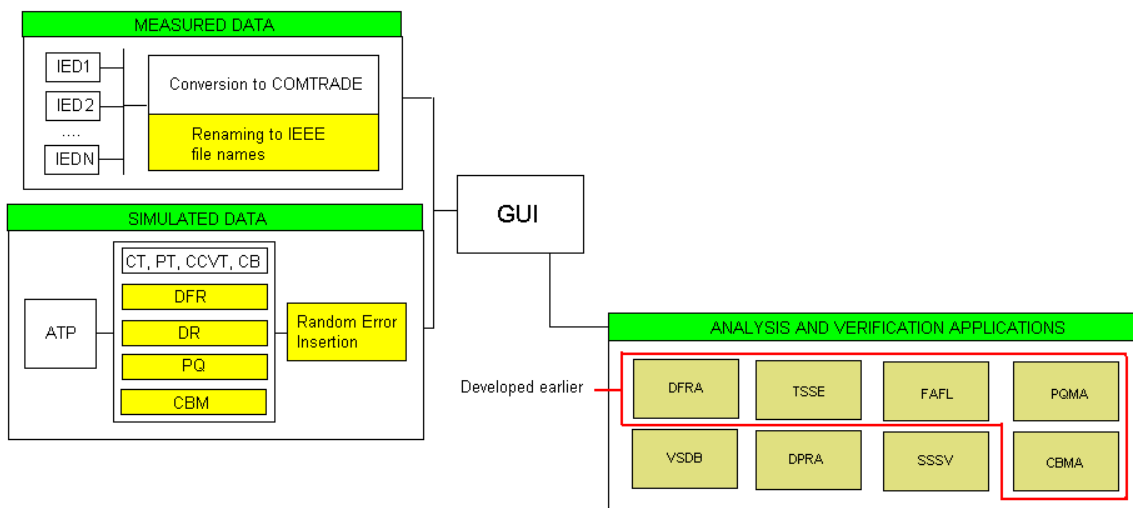 MEASURED DATA
IED1
IED2
....
IEDN
Conversion to COMTRADE
Renaming to IEEE
file names
SIMULATED DATA
ATP
CT, PT, CCVT, CB
DFR
DR
PQ
CBM
Random Error
Insertion
GUI
ANALYSIS AND VERIFICATION APPLICATIONS
Developed earlier
DFRA
TSSE
FAFL
PQMA
VSDB
DPRA
SSSV
CBMA